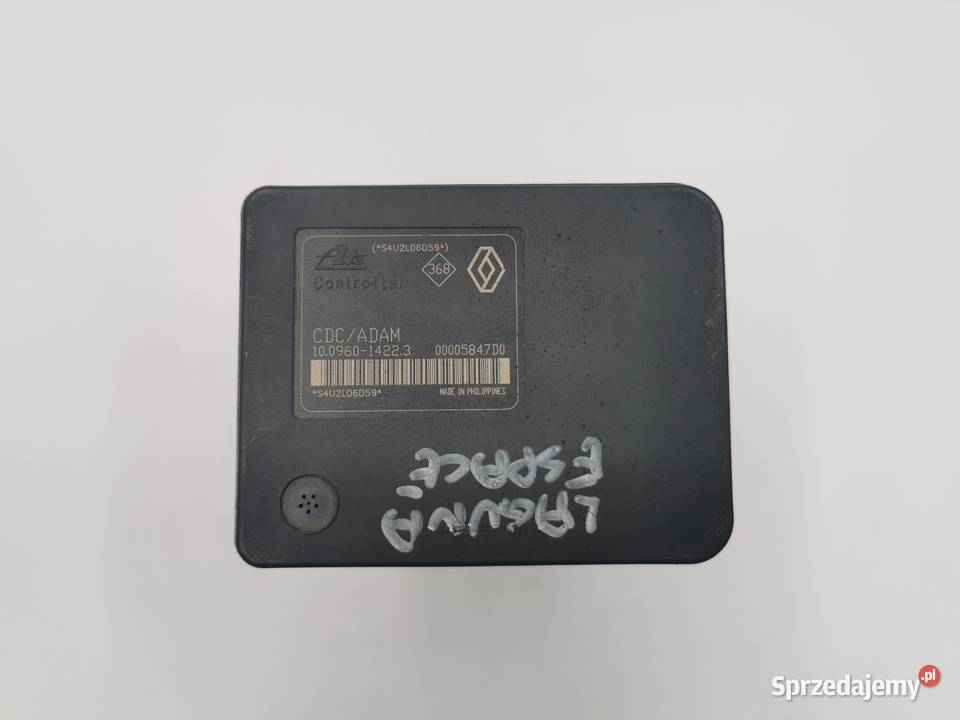 (*S4U2L06D59*)
Ate
368
Controller
CDC/ADAM
10.0960-1422.3 00005847D0
*S4U2L06D59* MADE IN PHILIPPINES
LAGUNA
ESPACE
Sprzedajemy.pl